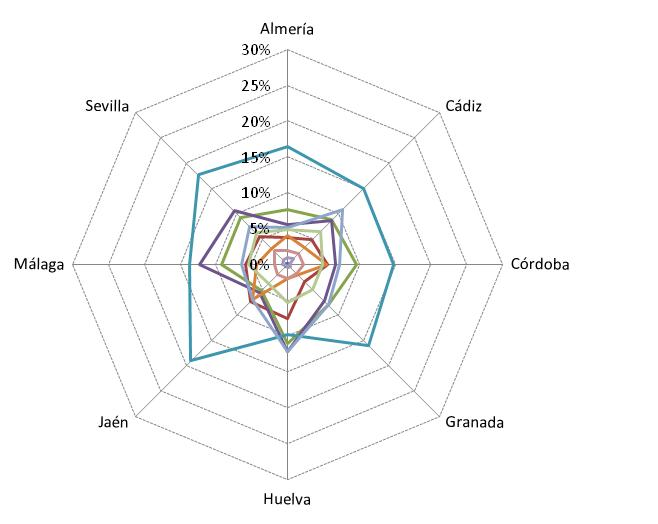 Almería
30%
Sevilla
25%
Cádiz
20%
15%
10%
5%
Málaga
0%
Córdoba
Jaén
Granada
Huelva